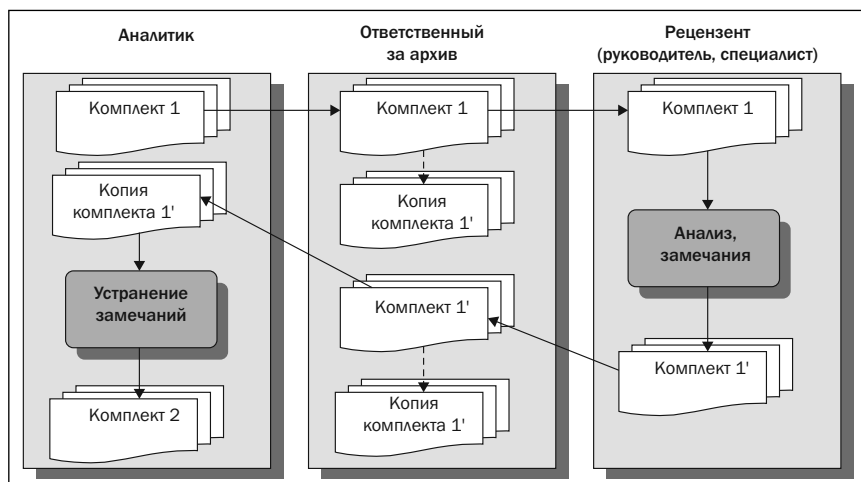 Аналитик
Ответственный
за архив
Рецензент
(руководитель, специалист)
Комплект 1
Комплект 1
Комплект 1
Копия
комплекта 1'
Копия
комплекта 1'
Анализ,
замечания
Устранение
замечаний
Комплект 1'
Комплект 1'
Комплект 2
Копия
комплекта 1'